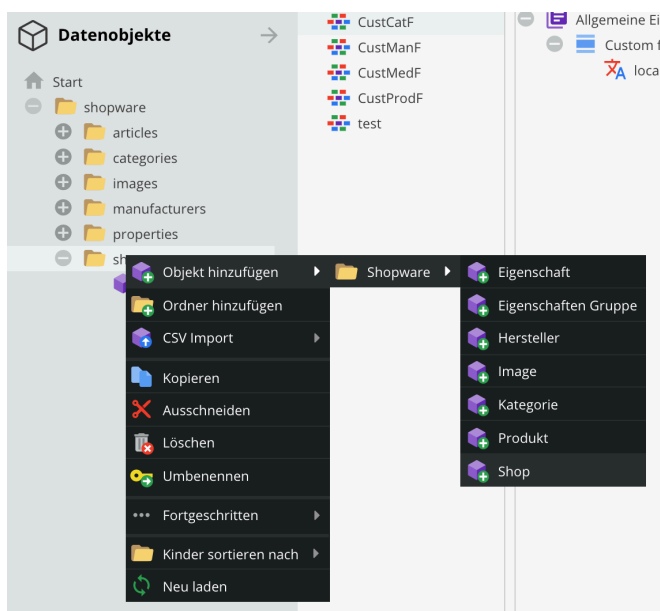 Datenobjekte
Start
shopware
articles
categories
images
manufacturers
properties
CustCatF
CustManF
CustMedF
CustProdF
test
Allgemeine
Custom
Objekt hinzufügen
Ordner hinzufügen
CSV Import
Kopieren
Ausschneiden
Löschen
Umbenennen
Fortgeschritten
Kinder sortieren nach
Neu laden
Shopware
Eigenschaft
Eigenschaften Gruppe
Hersteller
Image
Kategorie
Produkt
Shop